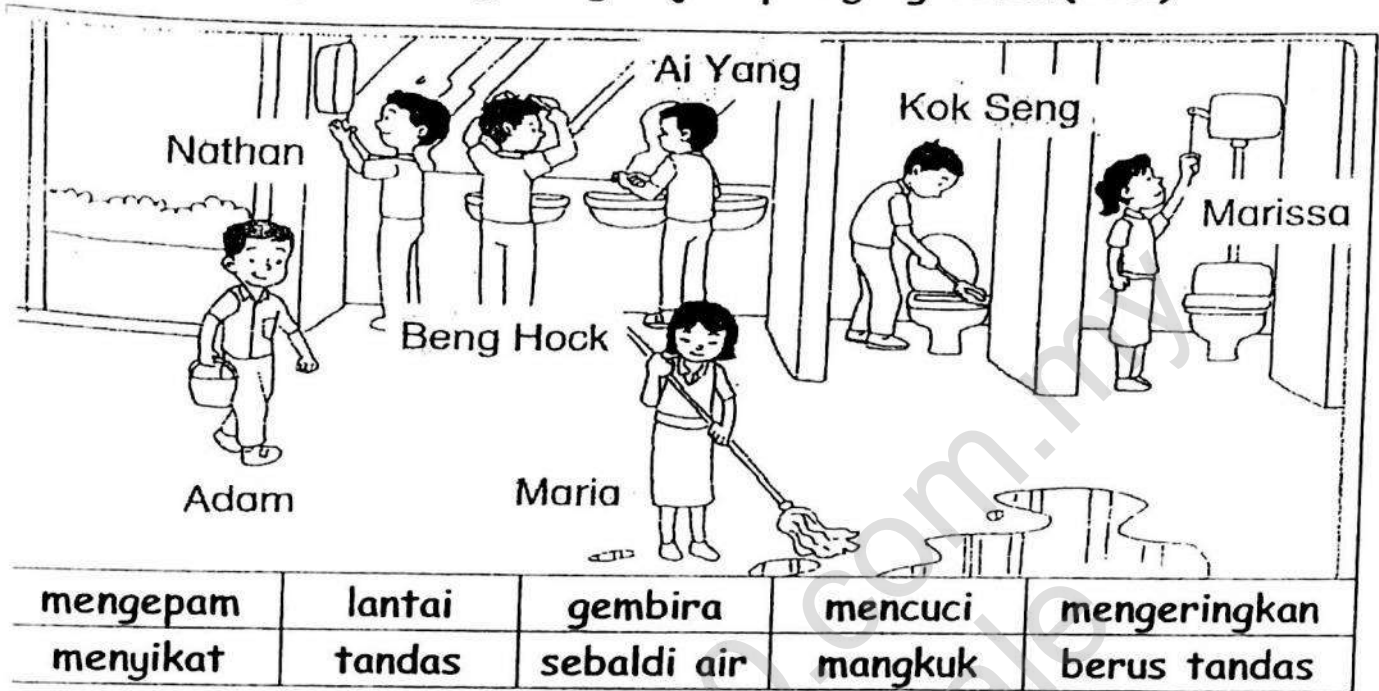 Ai Yang
Kok Seng
Nathan
Marissa
Beng Hock
Adam
Maria
mengepam lantai gembira mencuci mengeringkan
menyikat tandas sebaldi air mangkuk berus tandas